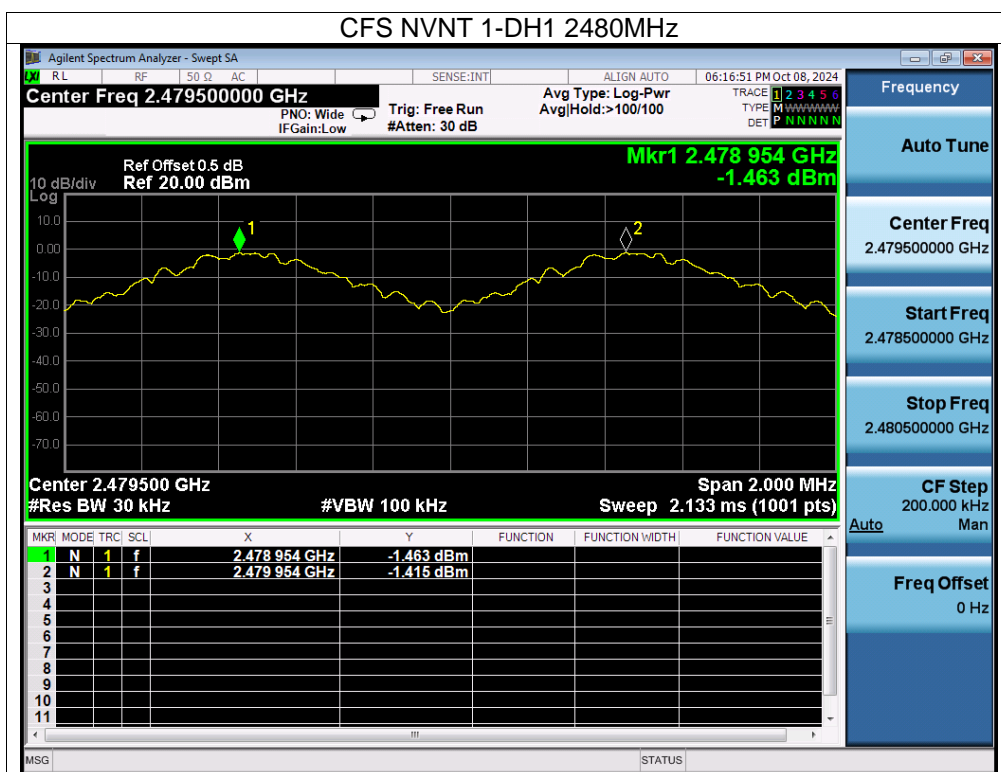 CFS NVNT 1-DH1 2480MHz
Agilent Spectrum Analyzer - Swept SA
LXI RL RF 50 Ω AC SENSE:INT ALIGN AUTO 06:16:51 PM Oct 08, 2024
Center Freq 2.479500000 GHz
PNO: Wide
IFGain:Low
Trig: Free Run
#Atten: 30 dB
Avg Type: Log-Pwr
Avg|Hold:>100/100
TRACE 1 2 3 4 5 6
TYPE M W W W W W
DET P N N N N N
Mkr1 2.478 954 GHz
-1.463 dBm
Ref Offset 0.5 dB
10 dB/div Ref 20.00 dBm
Log
10.0
0.00
-10.0
-20.0
-30.0
-40.0
-50.0
-60.0
-70.0
1
2
Center 2.479500 GHz Span 2.000 MHz
#Res BW 30 kHz #VBW 100 kHz Sweep 2.133 ms (1001 pts)
MKR MODE TRC SCL X Y FUNCTION FUNCTION WIDTH FUNCTION VALUE
1 N 1 f 2.478 954 GHz -1.463 dBm
2 N 1 f 2.479 954 GHz -1.415 dBm
3
4
5
6
7
8
9
10
11
MSG STATUS
Frequency
Auto Tune
Center Freq
2.479500000 GHz
Start Freq
2.478500000 GHz
Stop Freq
2.480500000 GHz
CF Step
200.000 kHz
Auto Man
Freq Offset
0 Hz